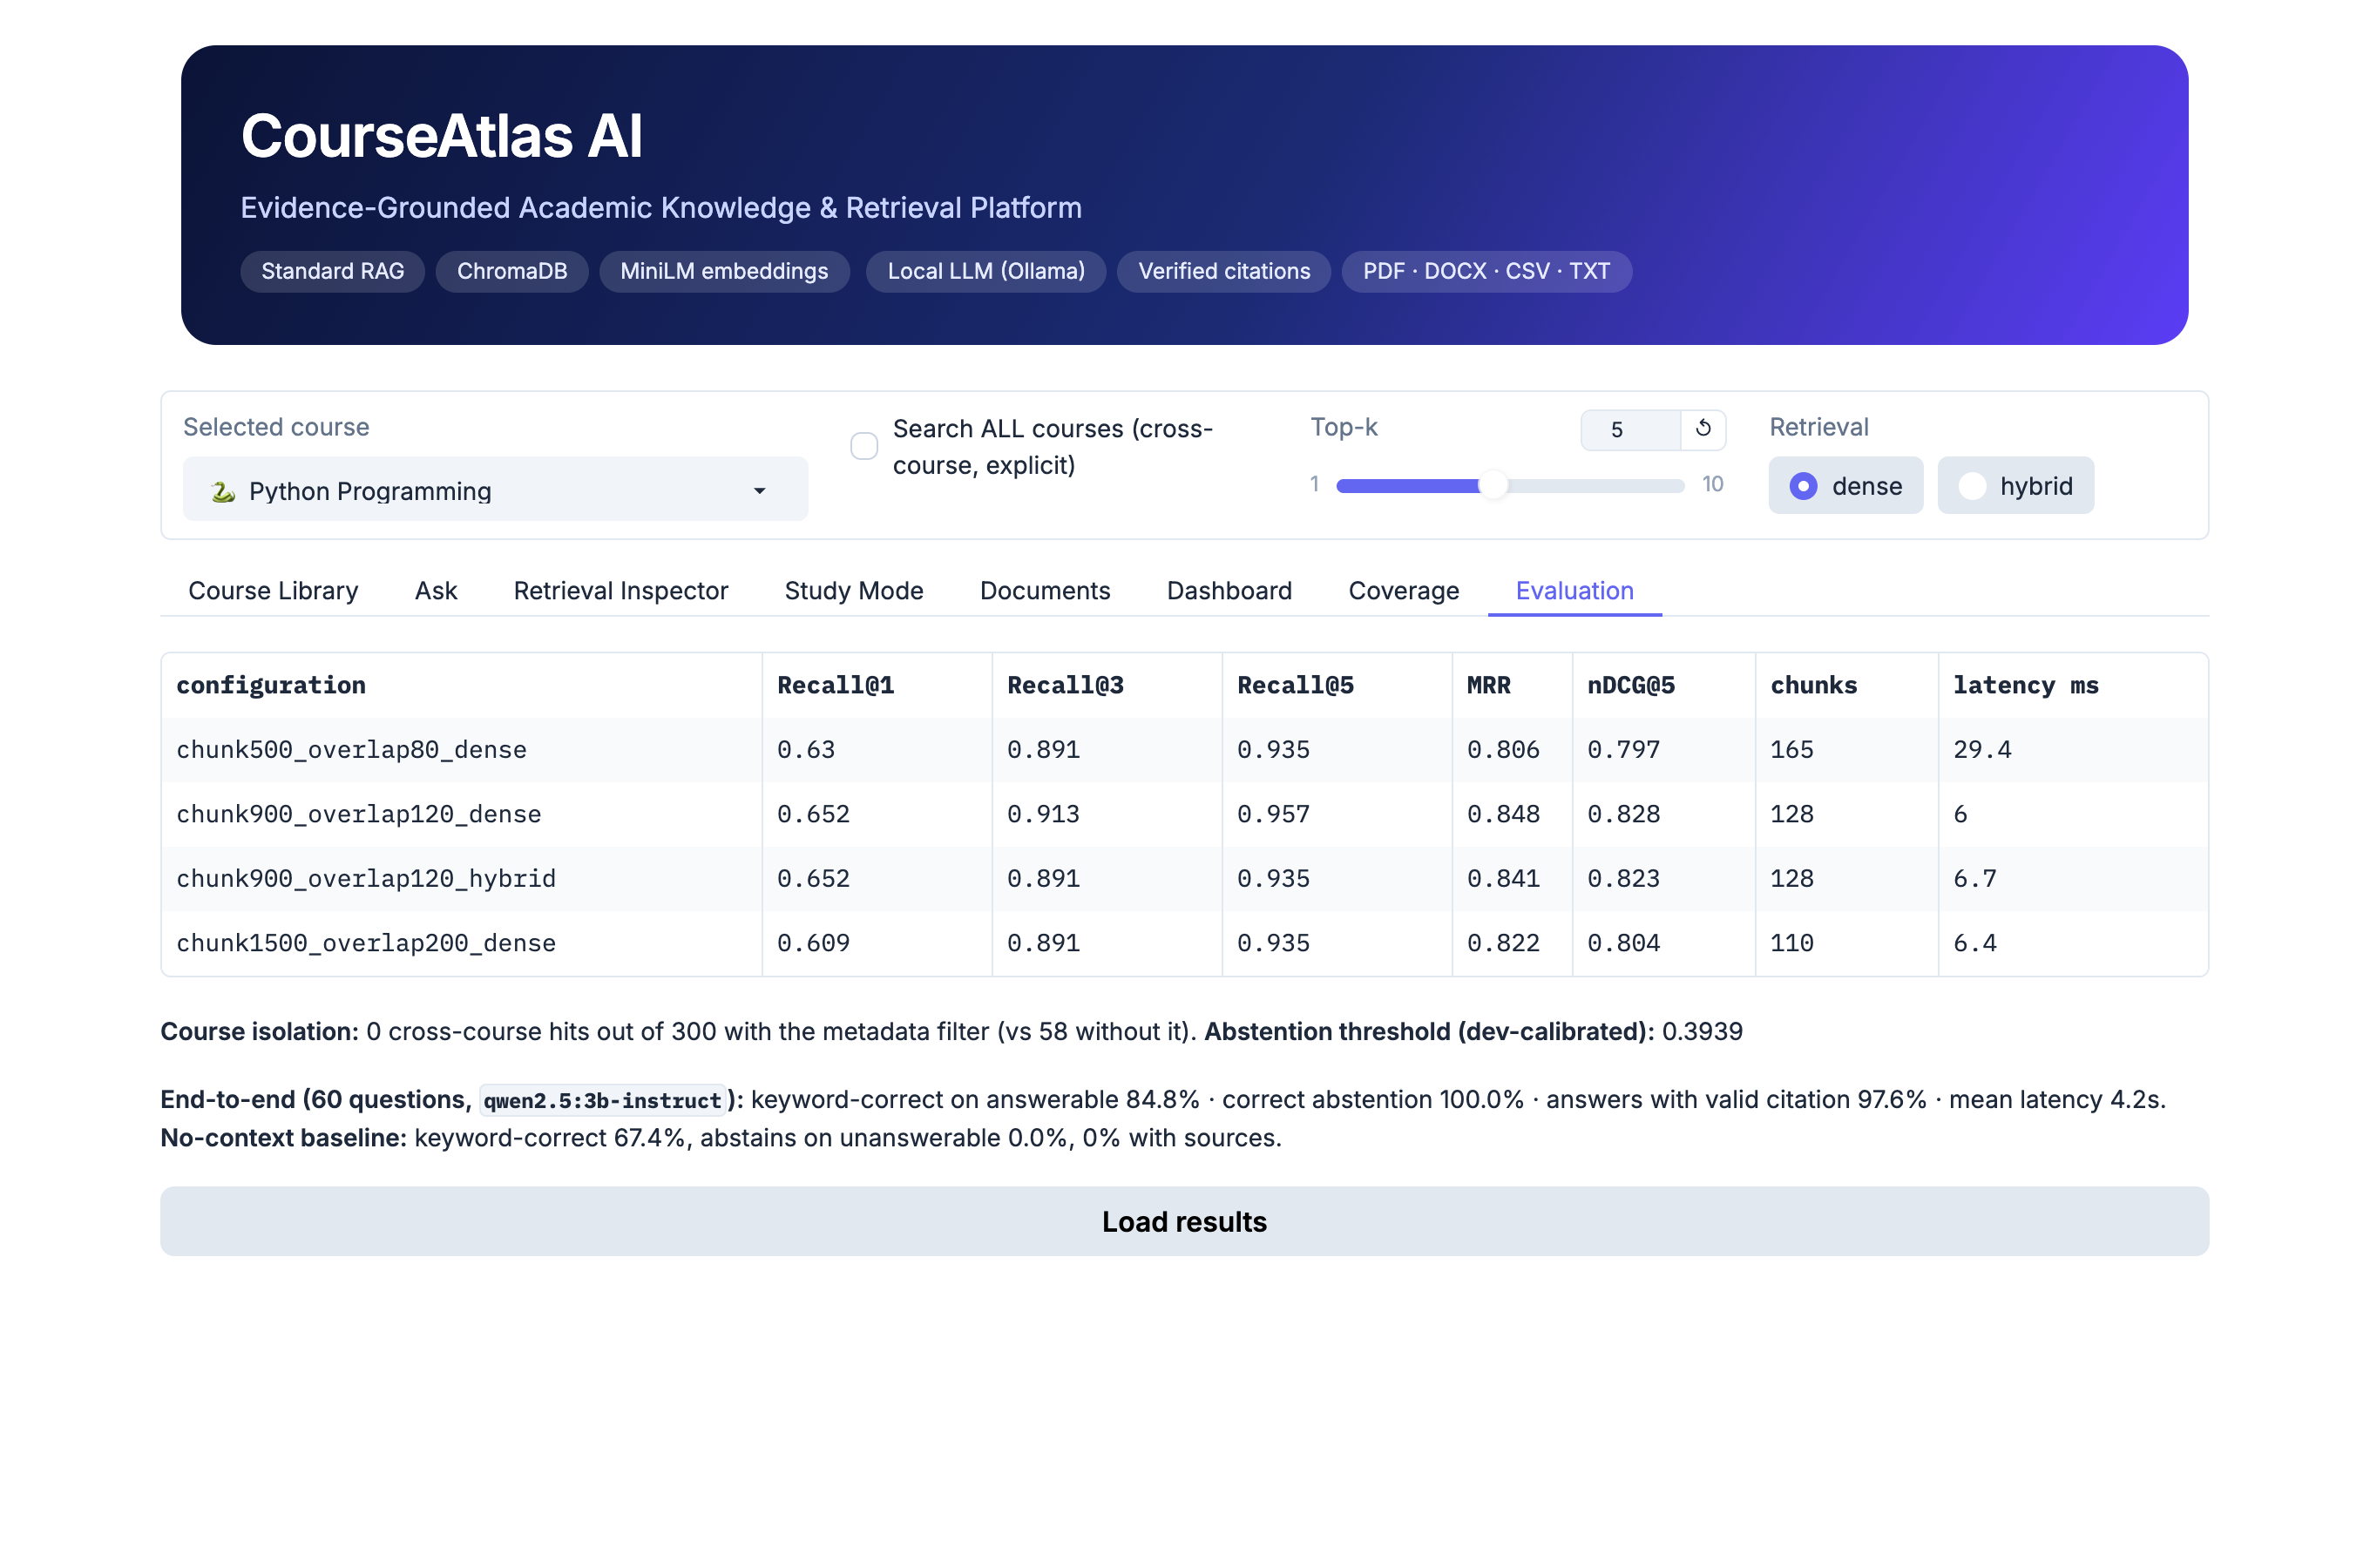 CourseAtlas AI
Evidence-Grounded Academic Knowledge & Retrieval Platform
Standard RAG ChromaDB MiniLM embeddings Local LLM (Ollama) Verified citations PDF · DOCX · CSV · TXT
Selected course
🐍 Python Programming
Search ALL courses (cross-
course, explicit)
Top-k 5
1 10
Retrieval
dense hybrid
Course Library Ask Retrieval Inspector Study Mode Documents Dashboard Coverage Evaluation
configuration Recall@1 Recall@3 Recall@5 MRR nDCG@5 chunks latency ms
chunk500_overlap80_dense 0.63 0.891 0.935 0.806 0.797 165 29.4
chunk900_overlap120_dense 0.652 0.913 0.957 0.848 0.828 128 6
chunk900_overlap120_hybrid 0.652 0.891 0.935 0.841 0.823 128 6.7
chunk1500_overlap200_dense 0.609 0.891 0.935 0.822 0.804 110 6.4
Course isolation: 0 cross-course hits out of 300 with the metadata filter (vs 58 without it). Abstention threshold (dev-calibrated): 0.3939
End-to-end (60 questions, qwen2.5:3b-instruct): keyword-correct on answerable 84.8% · correct abstention 100.0% · answers with valid citation 97.6% · mean latency 4.2s.
No-context baseline: keyword-correct 67.4%, abstains on unanswerable 0.0%, 0% with sources.
Load results